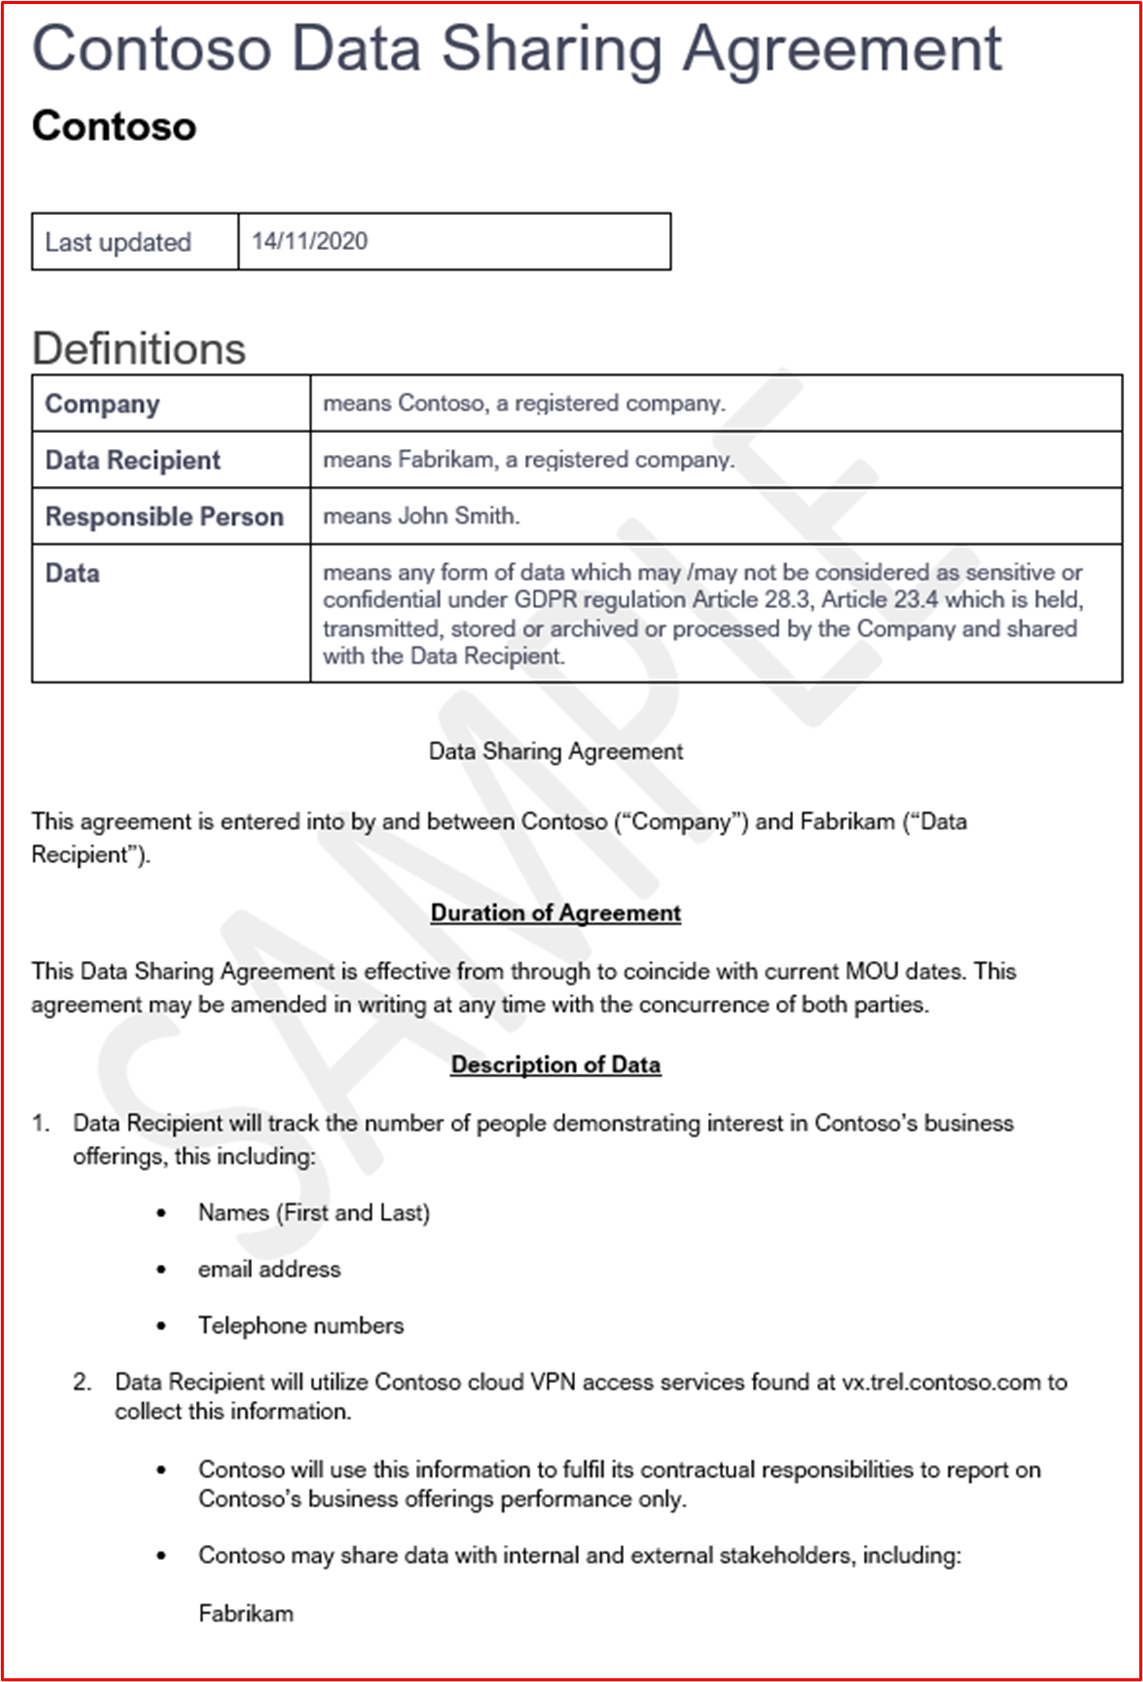 Contoso Data Sharing Agreement
Contoso
Last updated 14/11/2020
Definitions
Company means Contoso, a registered company.
Data Recipient means Fabrikam, a registered company.
Responsible Person means John Smith.
Data means any form of data which may /may not be considered as sensitive or
confidential under GDPR regulation Article 28.3, Article 23.4 which is held,
transmitted, stored or archived or processed by the Company and shared
with the Data Recipient.
SAMPLE
Data Sharing Agreement
This agreement is entered into by and between Contoso (“Company”) and Fabrikam (“Data
Recipient”).
Duration of Agreement
This Data Sharing Agreement is effective from through to coincide with current MOU dates. This
agreement may be amended in writing at any time with the concurrence of both parties.
Description of Data
1. Data Recipient will track the number of people demonstrating interest in Contoso’s business
offerings, this including:
• Names (First and Last)
• email address
• Telephone numbers
2. Data Recipient will utilize Contoso cloud VPN access services found at vx.trel.contoso.com to
collect this information.
• Contoso will use this information to fulfil its contractual responsibilities to report on
Contoso’s business offerings performance only.
• Contoso may share data with internal and external stakeholders, including:
Fabrikam